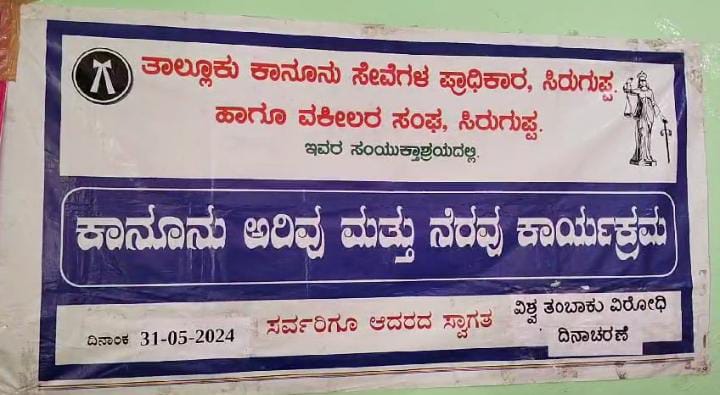 ತಾಲ್ಲೂಕು ಕಾನೂನು ಸೇವೆಗಳ ಪ್ರಾಧಿಕಾರ, ಸಿರುಗುಪ್ಪ.
ಹಾಗೂ ವಕೀಲರ ಸಂಘ, ಸಿರುಗುಪ್ಪ.
ಇವರ ಸಂಯುಕ್ತಾಶ್ರಯದಲ್ಲಿ.
ಕಾನೂನು ಅರಿವು ಮತ್ತು ನೆರವು ಕಾರ್ಯಕ್ರಮ
ದಿನಾಂಕ 31-05-2024 ಸರ್ವರಿಗೂ ಆದರದ ಸ್ವಾಗತ
ವಿಶ್ವ ತಂಬಾಕು ವಿರೋಧಿ
ದಿನಾಚರಣೆ